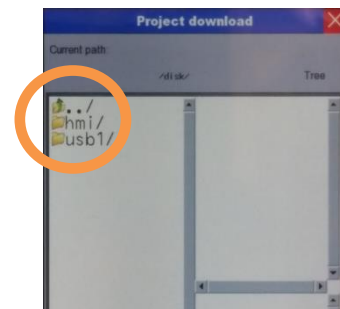 Project download
Current path:
/disk/ Tree
../
hmi/
usb1/